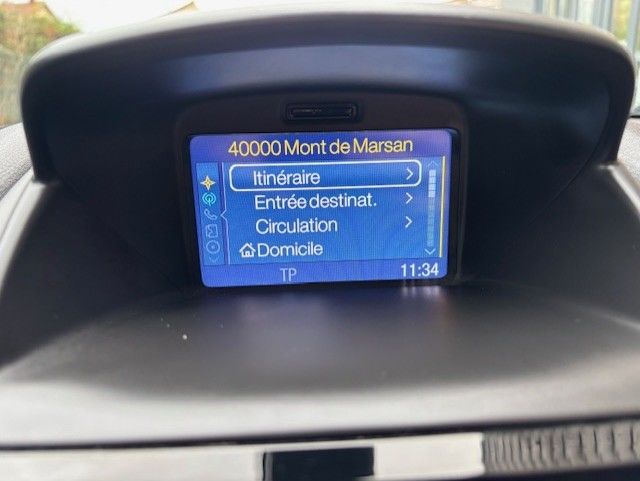 40000 Mont de Marsan
Itinéraire
Entrée destinat.
Circulation
Domicile
TP 11:34